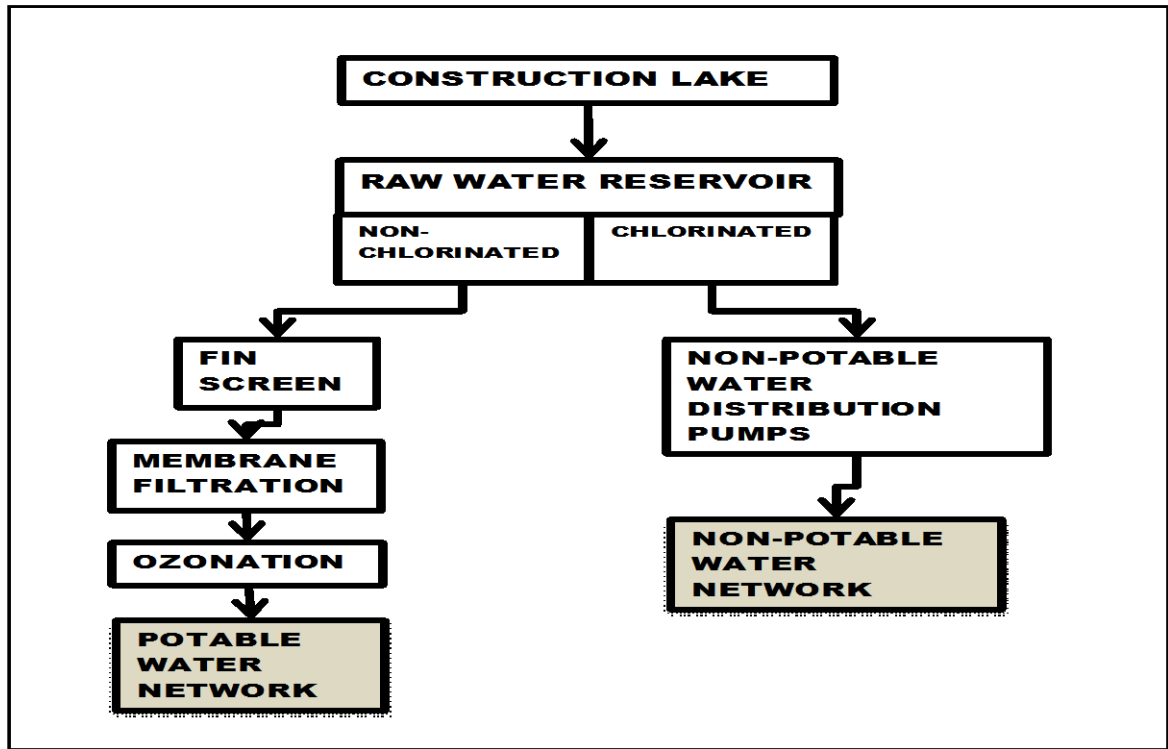 CONSTRUCTION LAKE
RAW WATER RESERVOIR
NON-
CHLORINATED
CHLORINATED
FIN
SCREEN
MEMBRANE
FILTRATION
OZONATION
POTABLE
WATER
NETWORK
NON-POTABLE
WATER
DISTRIBUTION
PUMPS
NON-POTABLE
WATER
NETWORK